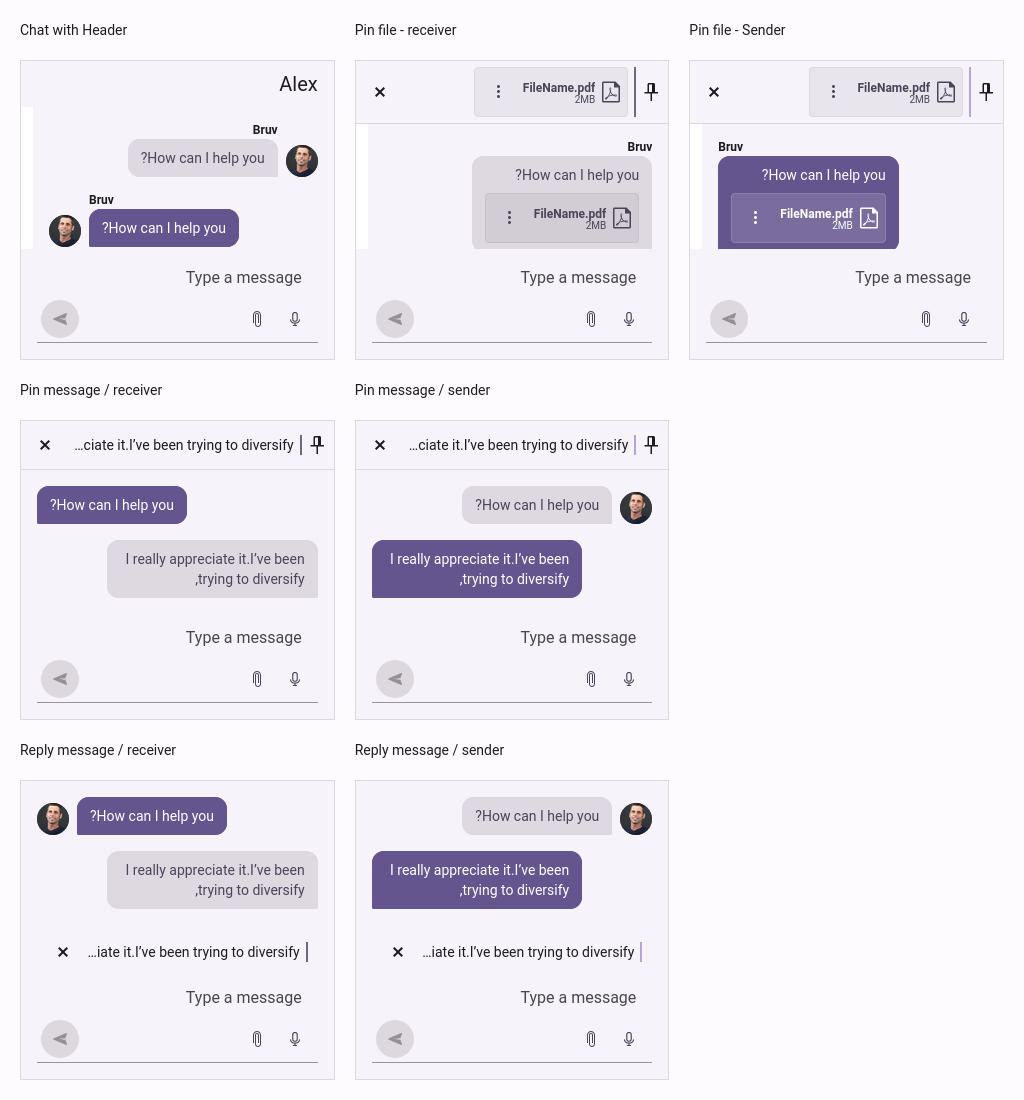 Chat with Header
Pin file - receiver
Pin file - Sender
Alex
Bruv
?How can I help you
Bruv
?How can I help you
Type a message
FileName.pdf
2MB
Bruv
?How can I help you
FileName.pdf
2MB
Type a message
FileName.pdf
2MB
Bruv
?How can I help you
FileName.pdf
2MB
Type a message
Pin message / receiver
Pin message / sender
...ciate it.I’ve been trying to diversify
?How can I help you
I really appreciate it.I’ve been
,trying to diversify
Type a message
...ciate it.I’ve been trying to diversify
?How can I help you
I really appreciate it.I’ve been
,trying to diversify
Type a message
Reply message / receiver
Reply message / sender
?How can I help you
I really appreciate it.I’ve been
,trying to diversify
...iate it.I’ve been trying to diversify
Type a message
?How can I help you
I really appreciate it.I’ve been
,trying to diversify
...iate it.I’ve been trying to diversify
Type a message